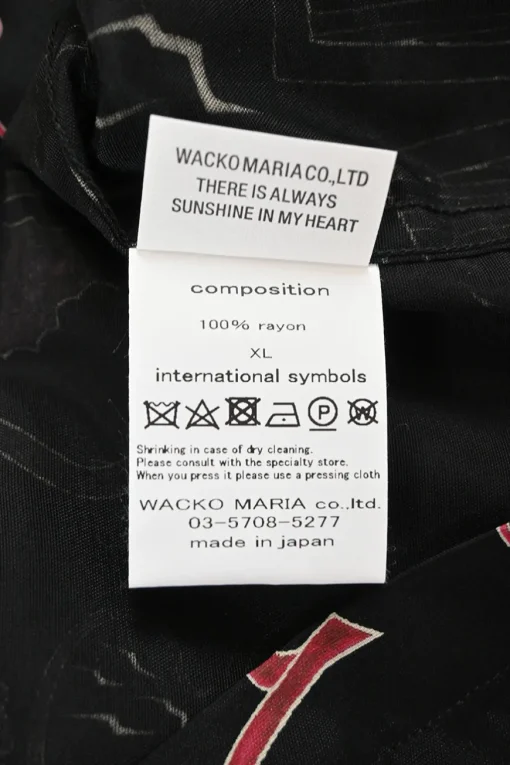 WACKO MARIA CO.,LTD
THERE IS ALWAYS
SUNSHINE IN MY HEART
composition
100% rayon
XL
international symbols
P W
Shrinking in case of dry cleaning.
Please consult with the specialty store.
When you press it please use a pressing cloth
WACKO MARIA co.,ltd.
03-5708-5277
made in japan